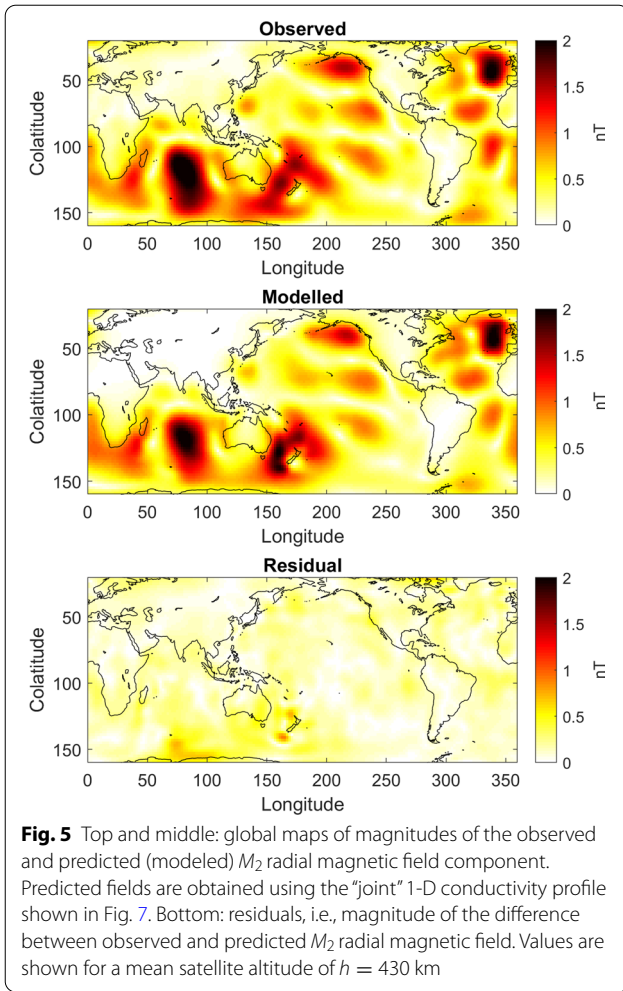 Observed
Colatitude
50
100
150
0 50 100 150 200 250 300 350
Longitude
2
1.5
1
0.5
0
nT
Modelled
Colatitude
50
100
150
0 50 100 150 200 250 300 350
Longitude
2
1.5
1
0.5
0
nT
Residual
Colatitude
50
100
150
0 50 100 150 200 250 300 350
Longitude
2
1.5
1
0.5
0
nT
Fig. 5 Top and middle: global maps of magnitudes of the observed
and predicted (modeled) M₂ radial magnetic field component.
Predicted fields are obtained using the “joint” 1-D conductivity profile
shown in Fig. 7. Bottom: residuals, i.e., magnitude of the difference
between observed and predicted M₂ radial magnetic field. Values are
shown for a mean satellite altitude of h = 430 km